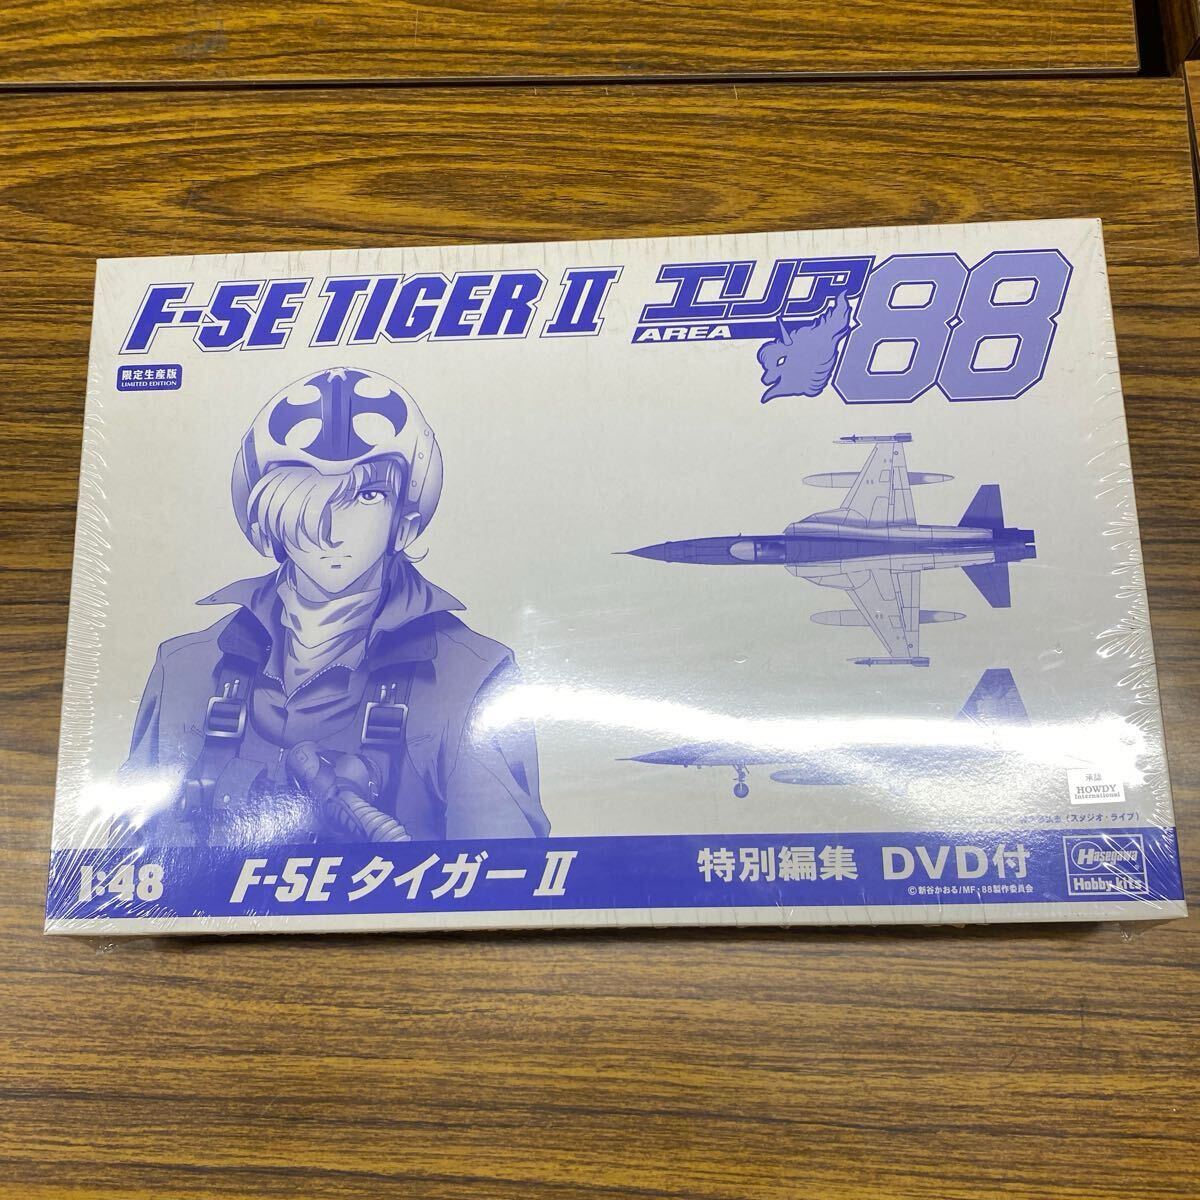 F-5E TIGER II
エリア88
AREA
限定生産版
LIMITED EDITION
承認
HOWDY
International
(スタジオ・ライブ)
1:48
F-5E タイガーII
特別編集 DVD付
©新谷かおる/MF・88製作委員会
Hasegawa
Hobby kits